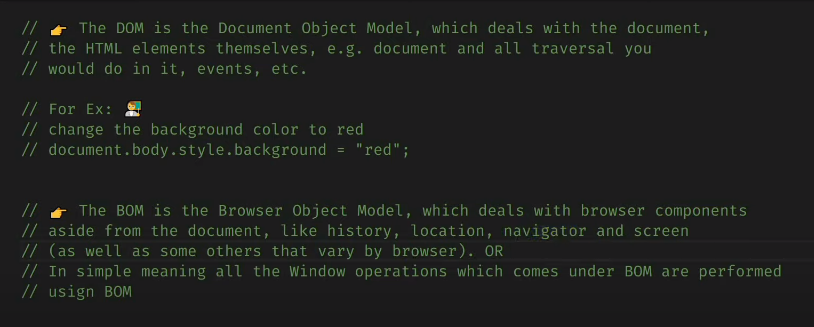 // 👉 The DOM is the Document Object Model, which deals with the document,
// the HTML elements themselves, e.g. document and all traversal you
// would do in it, events, etc.
// For Ex: 👨‍🏫
// change the background color to red
// document.body.style.background = "red";
// 👉 The BOM is the Browser Object Model, which deals with browser components
// aside from the document, like history, location, navigator and screen
// (as well as some others that vary by browser). OR
// In simple meaning all the Window operations which comes under BOM are performed
// usign BOM